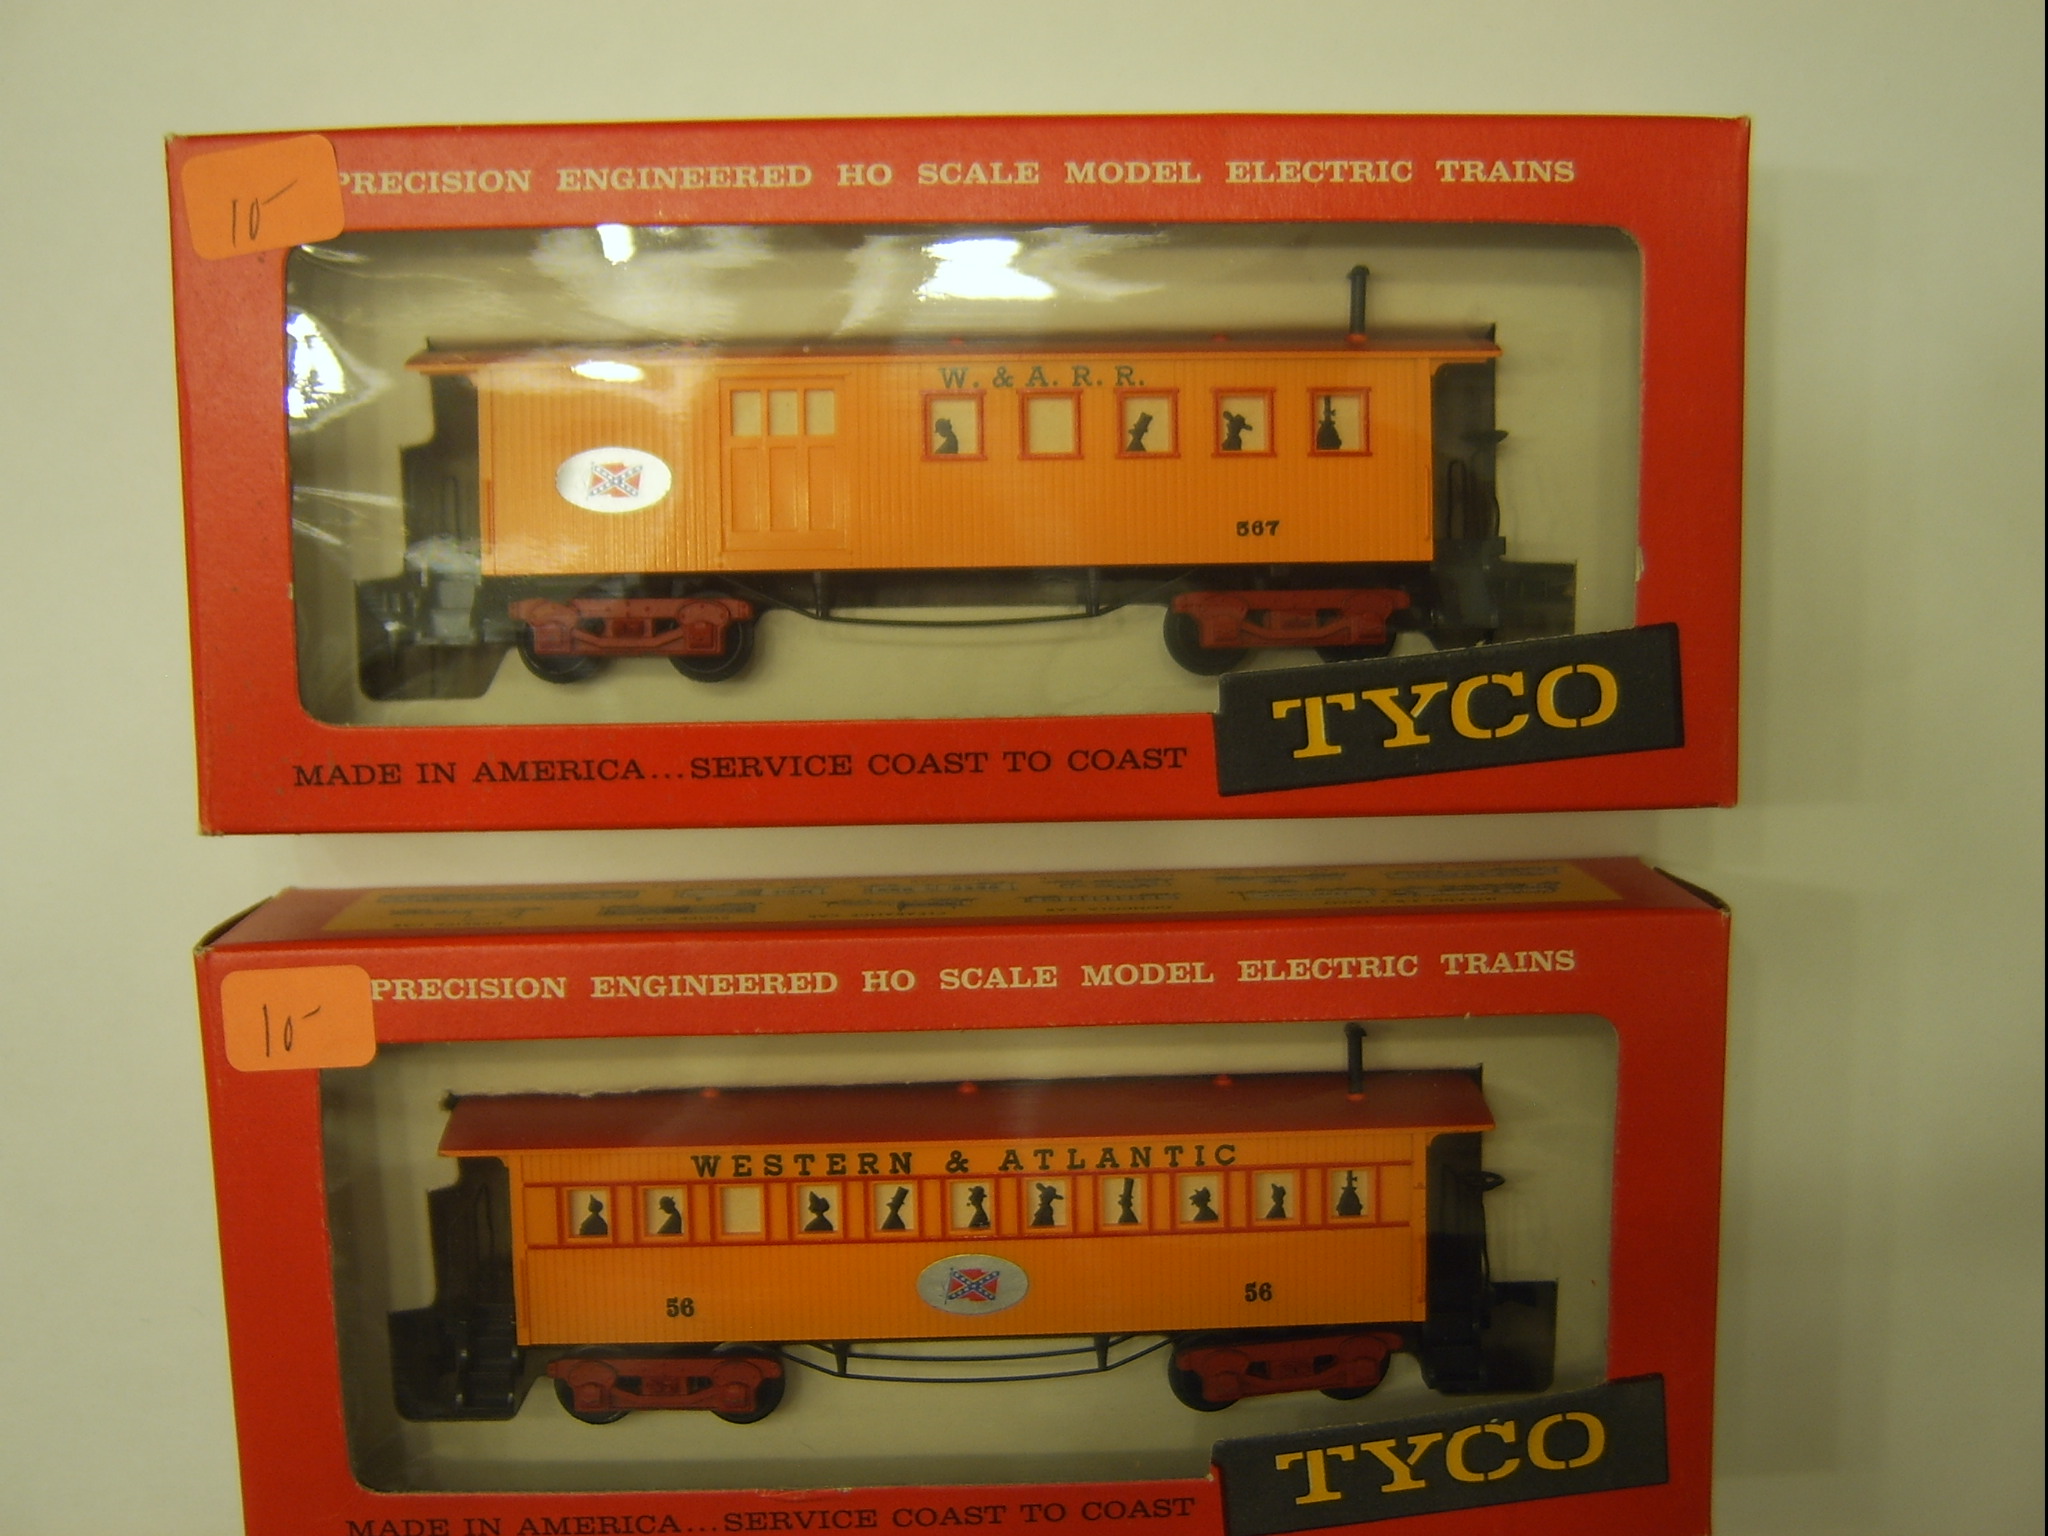 10-
PRECISION ENGINEERED HO SCALE MODEL ELECTRIC TRAINS
W. & A. R. R.
567
TYCO
MADE IN AMERICA...SERVICE COAST TO COAST
10-
PRECISION ENGINEERED HO SCALE MODEL ELECTRIC TRAINS
WESTERN & ATLANTIC
56 56
TYCO
MADE IN AMERICA...SERVICE COAST TO COAST